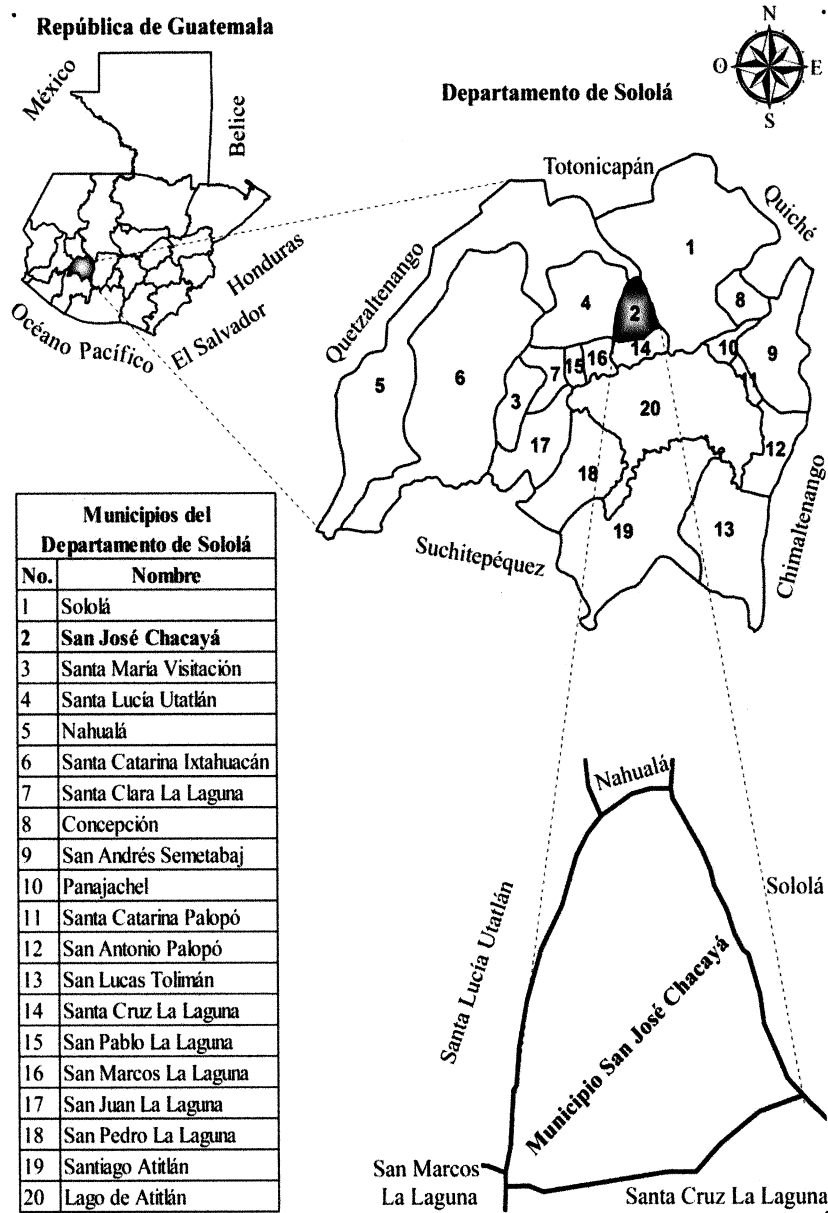 República de Guatemala
México
Belice
Honduras
El Salvador
Océano Pacífico
N
O
E
S
Departamento de Sololá
Totonicapán
Quiché
Quetzaltenango
Chimaltenango
Suchitepéquez
1
2
3
4
5
6
7
8
9
10
11
12
13
14
15
16
17
18
19
20
Municipios del
Departamento de Sololá
No. Nombre
1 Sololá
2 San José Chacayá
3 Santa María Visitación
4 Santa Lucía Utatlán
5 Nahualá
6 Santa Catarina Ixtahuacán
7 Santa Clara La Laguna
8 Concepción
9 San Andrés Semetabaj
10 Panajachel
11 Santa Catarina Palopó
12 San Antonio Palopó
13 San Lucas Tolimán
14 Santa Cruz La Laguna
15 San Pablo La Laguna
16 San Marcos La Laguna
17 San Juan La Laguna
18 San Pedro La Laguna
19 Santiago Atitlán
20 Lago de Atitlán
Nahualá
Sololá
Santa Lucía Utatlán
Municipio San José Chacayá
San Marcos
La Laguna
Santa Cruz La Laguna